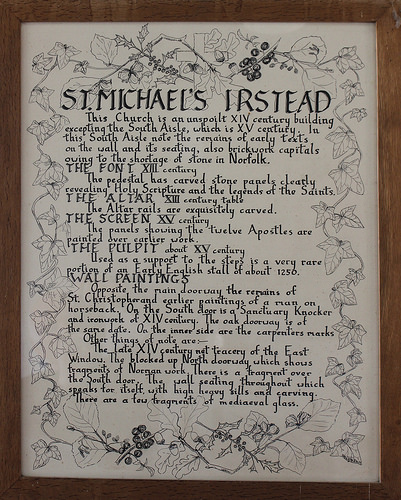 ST. MICHAEL'S IRSTEAD
This Church is an unspoilt XIV century building
excepting the South Aisle, which is XV century. In
this South Aisle note the remains of early texts
on the wall and its seating, also brickwork capitals
owing to the shortage of stone in Norfolk.
THE FONT XIII century
The pedestal has carved stone panels clearly
revealing Holy Scripture and the legends of the Saints.
THE ALTAR XIII century table
The Altar rails are exquisitely carved.
THE SCREEN XV century
The panels showing the twelve Apostles are
painted over earlier work.
THE PULPIT about XV century
Used as a support to the steps is a very rare
portion of an Early English stall of about 1250.
WALL PAINTINGS
Opposite the main doorway the remains of
St. Christopher and earlier paintings of a man on
horseback. On the South door is a Sanctuary Knocker
and ironwork of XIV century. The oak doorway is of
the same date. On the inner side are the carpenters marks
Other things of note are:—
The late XIV century net tracery of the East
Window. The blocked up North doorway which shows
fragments of Norman work. There is a fragment over
the South door. The wall seating throughout which
speaks for itself with high heavy sills and carving.
There are a few fragments of mediaeval glass.